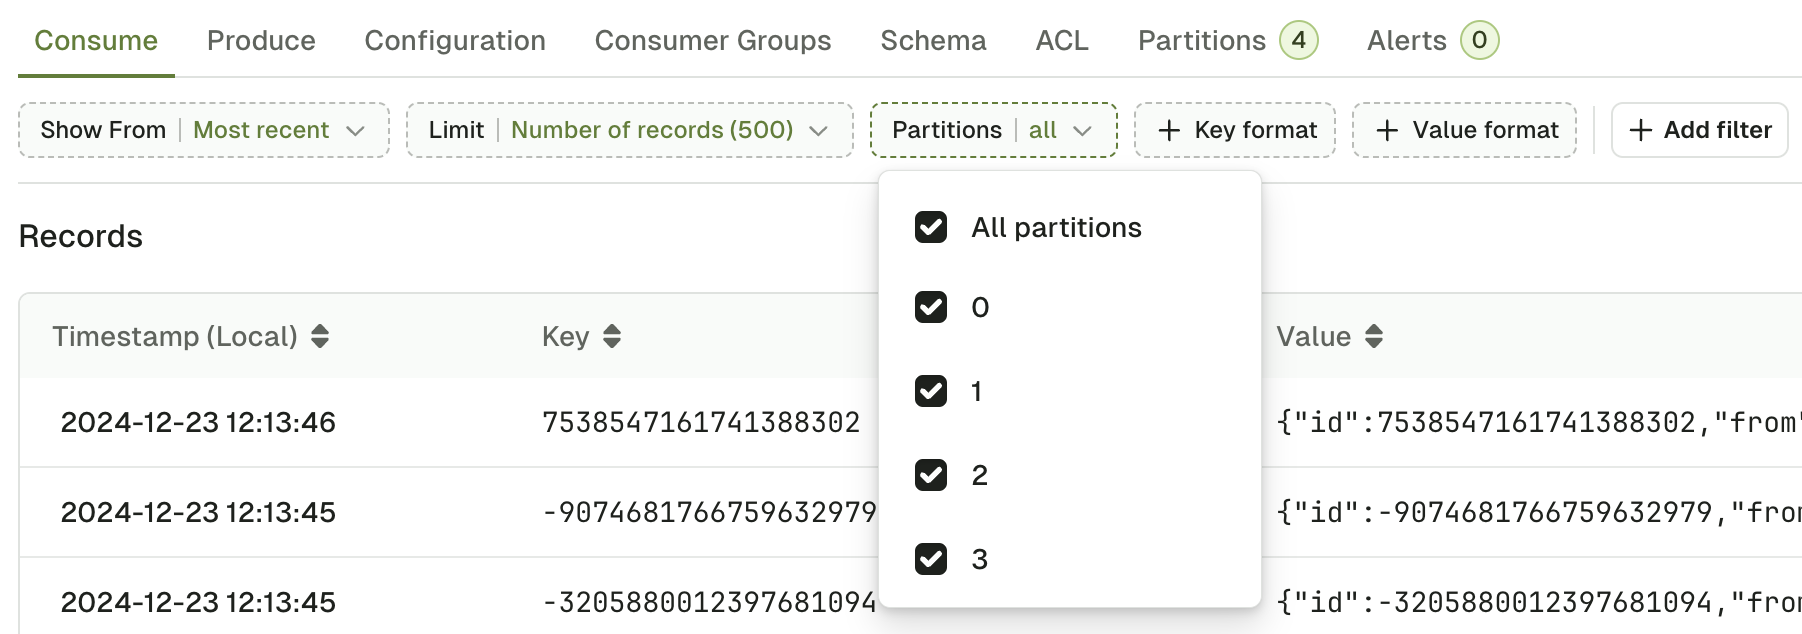 Consume Produce Configuration Consumer Groups Schema ACL Partitions 4 Alerts 0
Show From Most recent Limit Number of records (500) Partitions all + Key format + Value format + Add filter
All partitions
0
1
2
3
Records
Timestamp (Local) Key Value
2024-12-23 12:13:46 7538547161741388302 {"id":7538547161741388302,"from"
2024-12-23 12:13:45 -9074681766759632979 {"id":-9074681766759632979,"from
2024-12-23 12:13:45 -3205880012397681094 {"id":-3205880012397681094,"from